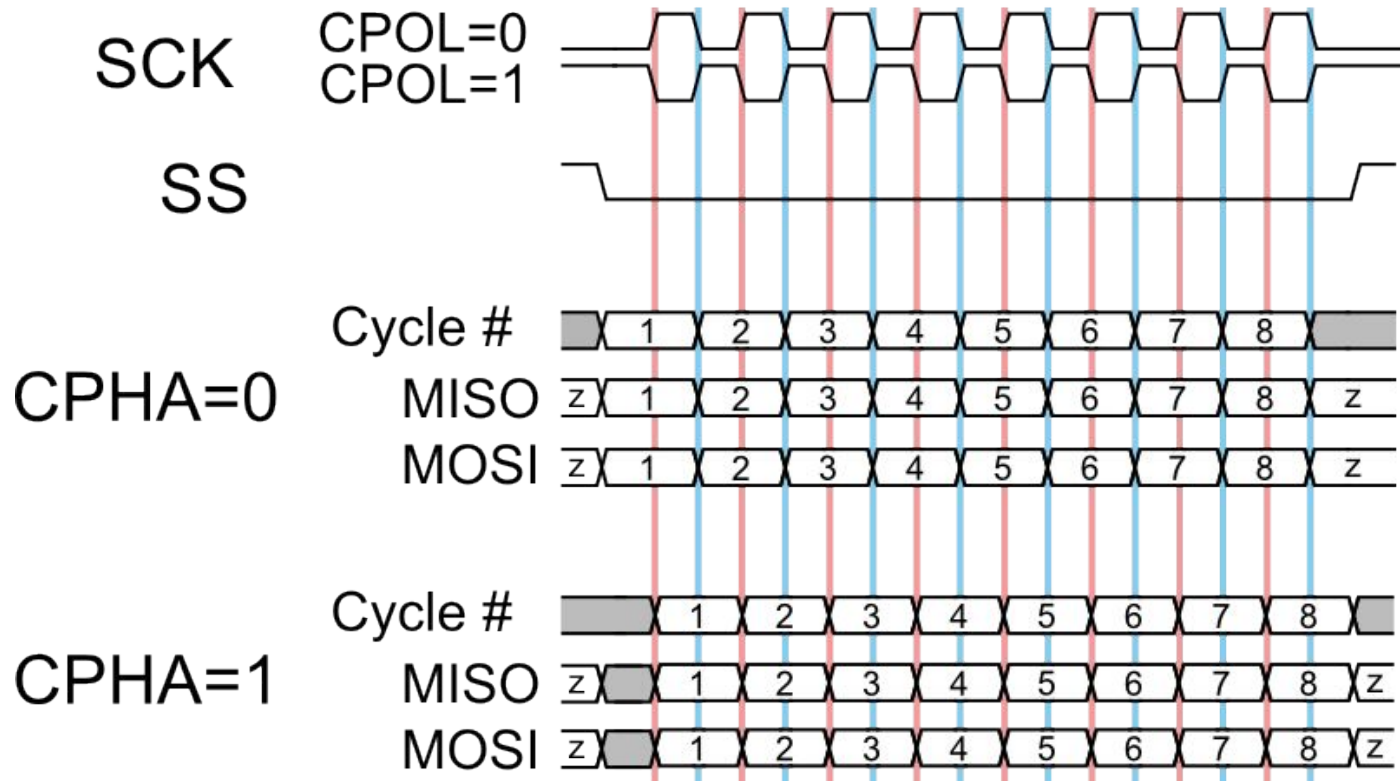 SCK CPOL=0
CPOL=1
SS
Cycle # 1 2 3 4 5 6 7 8
CPHA=0 MISO z 1 2 3 4 5 6 7 8 z
MOSI z 1 2 3 4 5 6 7 8 z
Cycle # 1 2 3 4 5 6 7 8
CPHA=1 MISO z 1 2 3 4 5 6 7 8 z
MOSI z 1 2 3 4 5 6 7 8 z